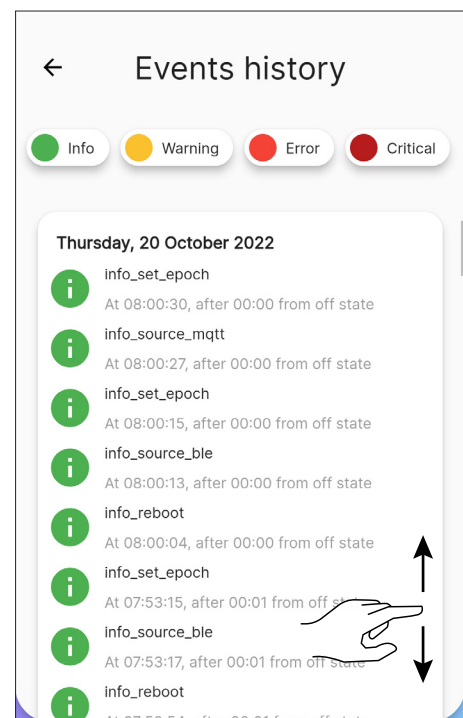 Events history
Info Warning Error Critical
Thursday, 20 October 2022
info_set_epoch
At 08:00:30, after 00:00 from off state
info_source_mqtt
At 08:00:27, after 00:00 from off state
info_set_epoch
At 08:00:15, after 00:00 from off state
info_source_ble
At 08:00:13, after 00:00 from off state
info_reboot
At 08:00:04, after 00:00 from off state
info_set_epoch
At 07:53:15, after 00:01 from off state
info_source_ble
At 07:53:17, after 00:01 from off state
info_reboot